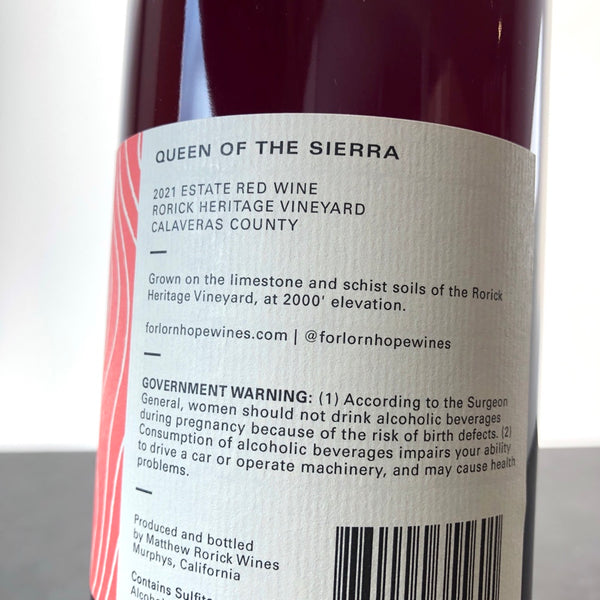 QUEEN OF THE SIERRA
2021 ESTATE RED WINE
RORICK HERITAGE VINEYARD
CALAVERAS COUNTY
Grown on the limestone and schist soils of the Rorick
Heritage Vineyard, at 2000' elevation.
forlornhopewines.com | @forlornhopewines
GOVERNMENT WARNING: (1) According to the Surgeon
General, women should not drink alcoholic beverages
during pregnancy because of the risk of birth defects. (2)
Consumption of alcoholic beverages impairs your ability
to drive a car or operate machinery, and may cause health
problems.
Produced and bottled
by Matthew Rorick Wines
Murphys, California
Contains